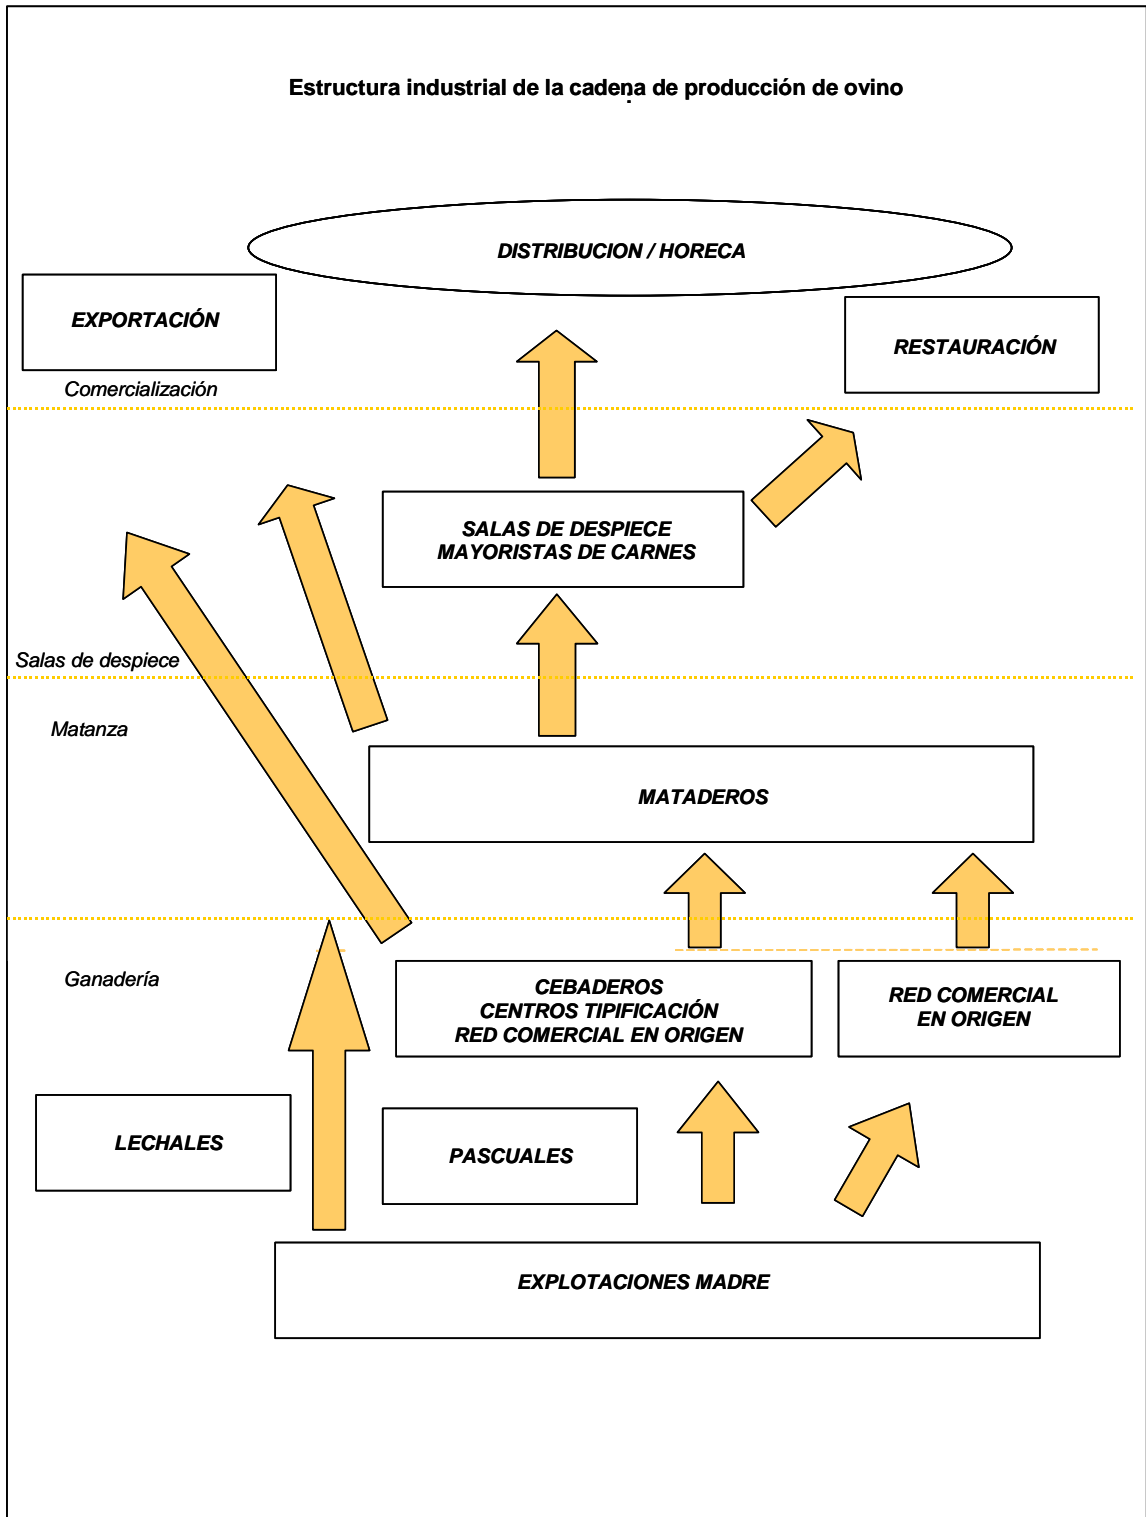 Estructura industrial de la cadena de producción de ovino
DISTRIBUCION / HORECA
EXPORTACIÓN
RESTAURACIÓN
Comercialización
SALAS DE DESPIECE
MAYORISTAS DE CARNES
Salas de despiece
Matanza
MATADEROS
Ganadería
CEBADEROS
CENTROS TIPIFICACIÓN
RED COMERCIAL EN ORIGEN
RED COMERCIAL
EN ORIGEN
LECHALES
PASCUALES
EXPLOTACIONES MADRE